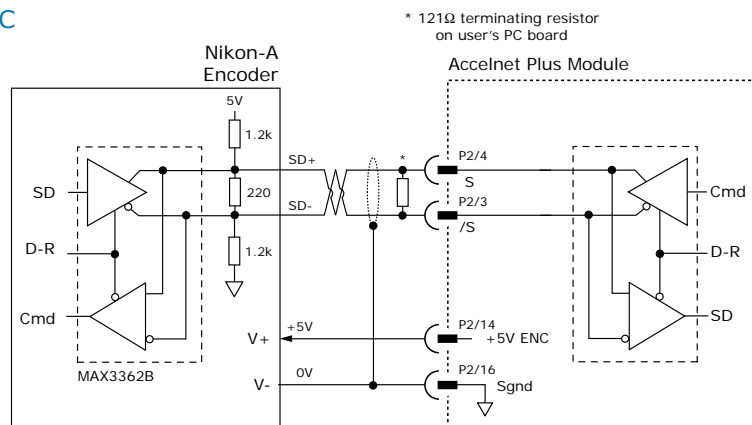 C
* 121Ω terminating resistor
on user's PC board
Nikon-A
Encoder
Accelnet Plus Module
5V
1.2k
SD+
*
P2/4
S
SD
220
Cmd
SD-
P2/3
/S
D-R
1.2k
D-R
Cmd
SD
V+
+5V
P2/14
+5V ENC
MAX3362B
V-
0V
P2/16
Sgnd